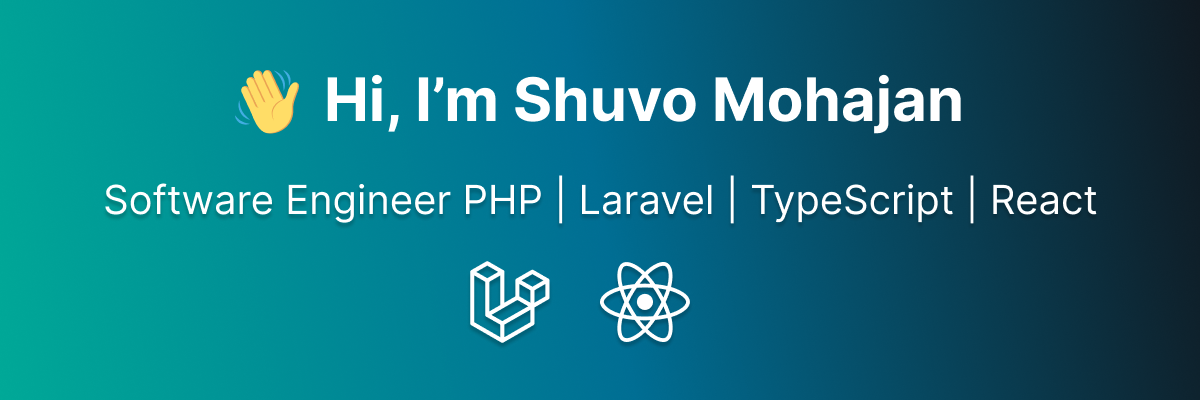 👋 Hi, I’m Shuvo Mohajan
Software Engineer PHP | Laravel | TypeScript | React